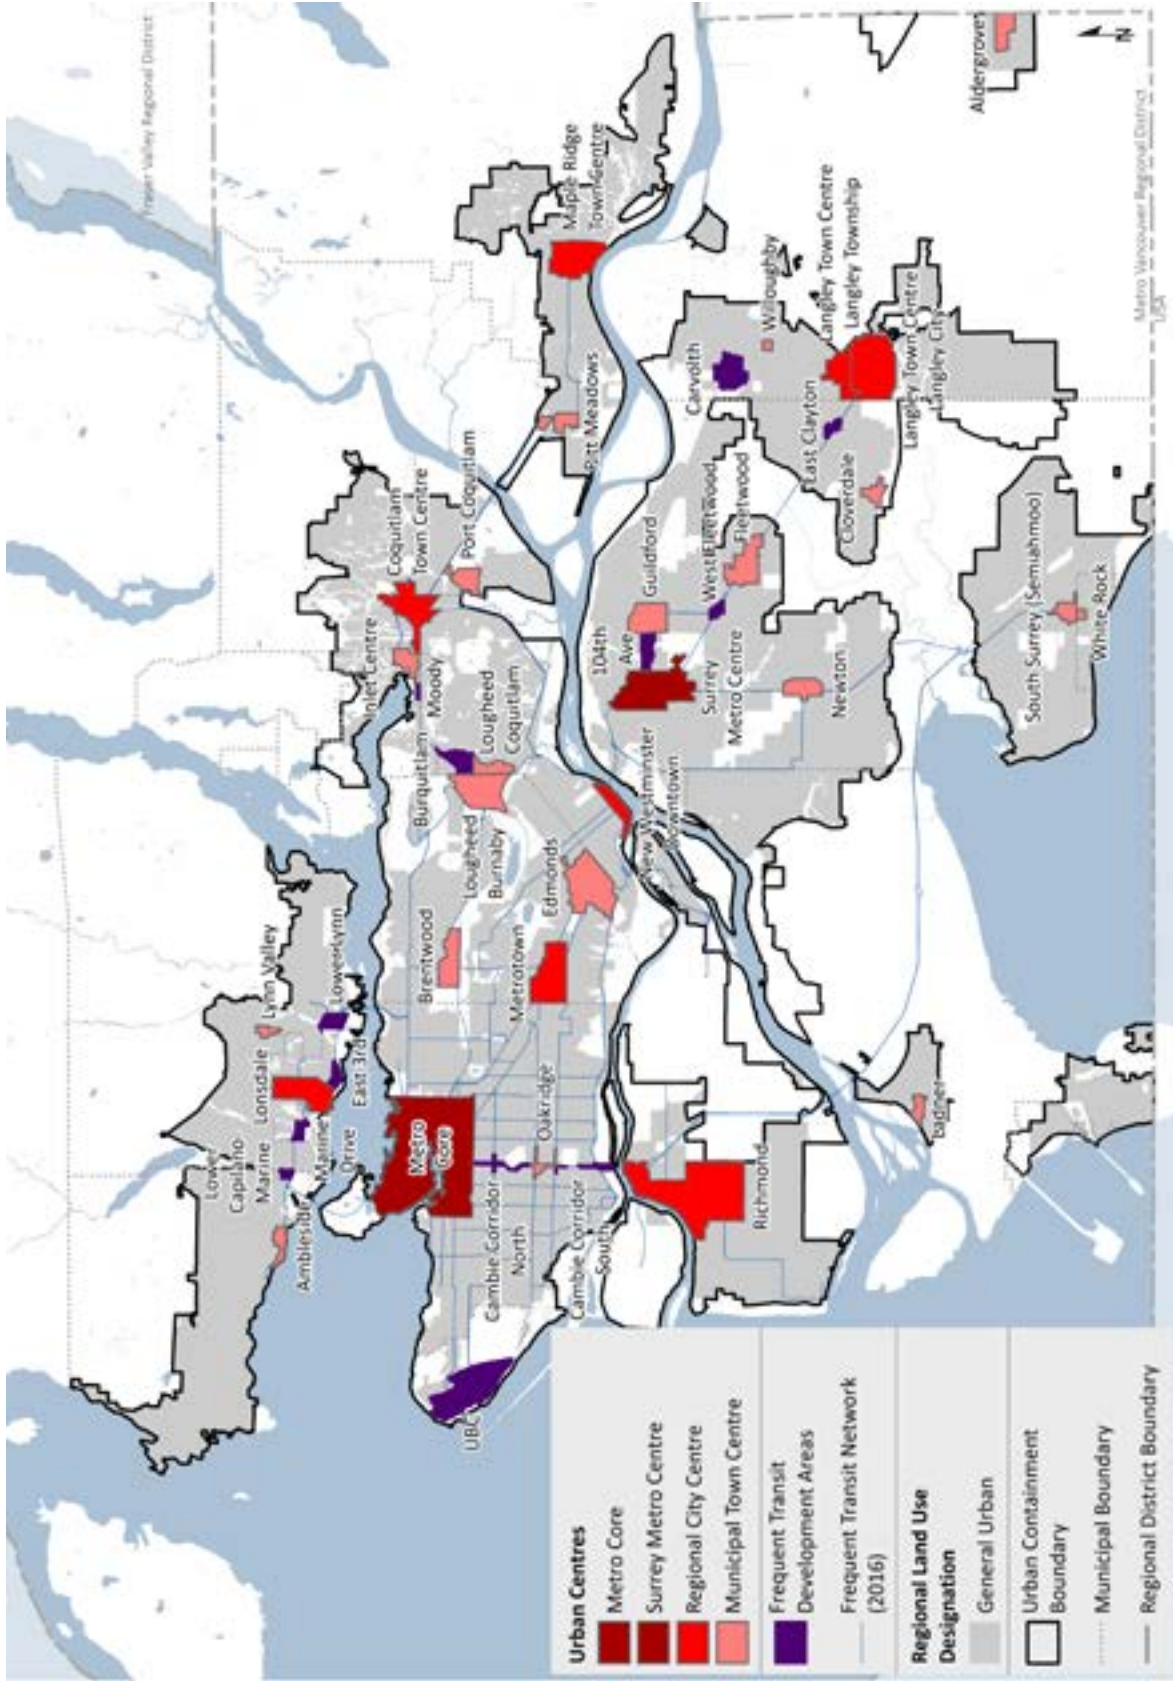 Fraser Valley Regional District
Lower
Capilano
Marine
Lonsdale
Lynn Valley
Ambleside
Marine
Drive
East 3rd
Lower Lynn
Metro
Core
UBC
Cambie Corridor
North
Oakridge
Cambie Corridor
South
Brentwood
Metrotown
Lougheed
Burnaby
Edmonds
Burquitlam
Lougheed
Coquitlam
Moody
Inlet Centre
Coquitlam
Town Centre
Port Coquitlam
Pitt Meadows
Maple Ridge
Town Centre
New Westminster
Downtown
Richmond
Ladner
104th
Ave
Guildford
Surrey
Metro Centre
West Fleetwood
Fleetwood
Newton
Carvolth
Willoughby
East Clayton
Cloverdale
Langley Town Centre
Langley Township
Langley Town Centre
Langley City
South Surrey (Semiahmoo)
White Rock
Aldergrove
N
Metro Vancouver Regional District
USA
Urban Centres
Metro Core
Surrey Metro Centre
Regional City Centre
Municipal Town Centre
Frequent Transit
Development Areas
Frequent Transit Network
(2016)
Regional Land Use
Designation
General Urban
Urban Containment
Boundary
Municipal Boundary
Regional District Boundary